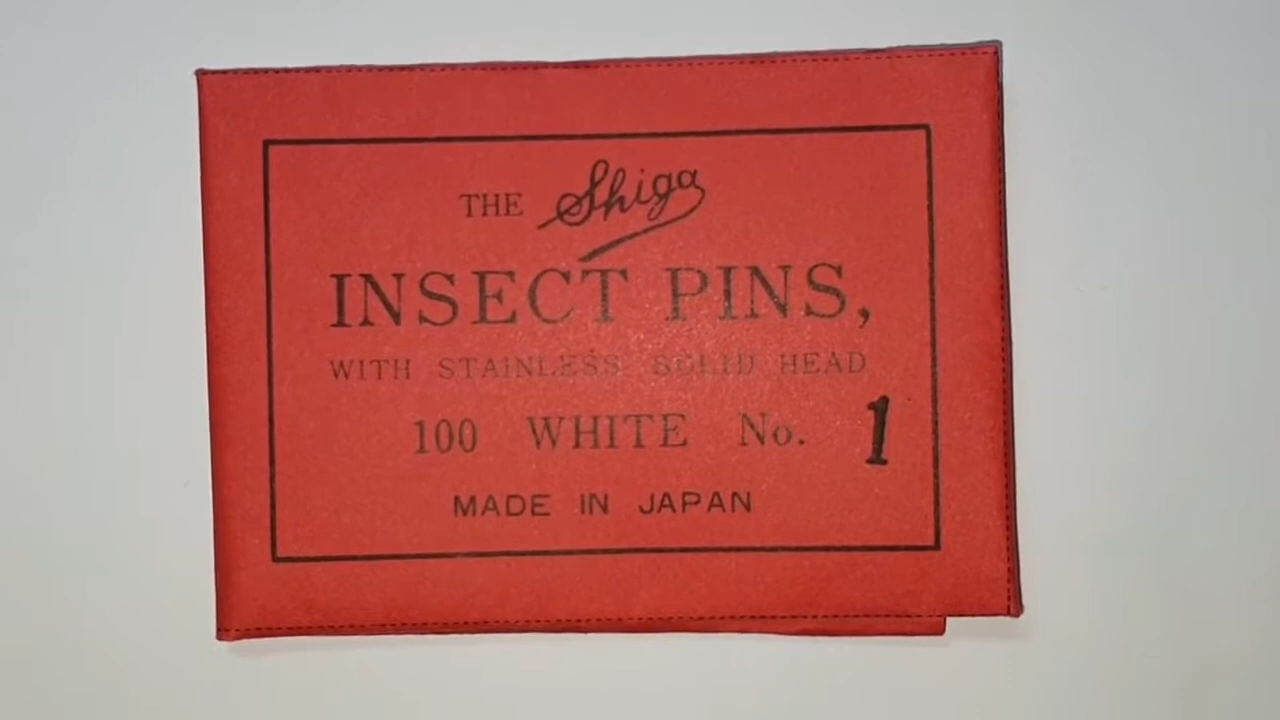 THE Shiga
INSECT PINS,
WITH STAINLESS SOLID HEAD
100 WHITE No. 1
MADE IN JAPAN